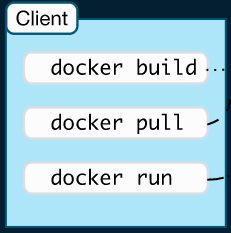 Client
docker build
docker pull
docker run